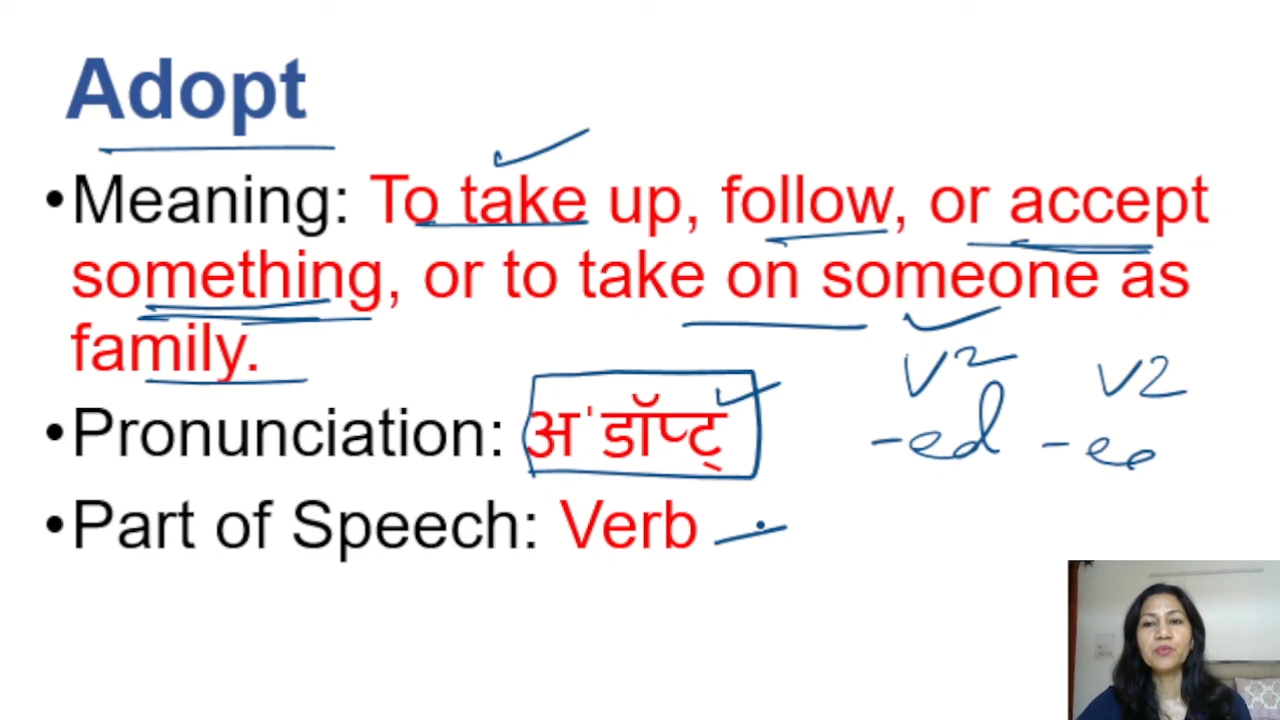 Adopt
•Meaning: To take up, follow, or accept
something, or to take on someone as
family.
V2 V2
•Pronunciation: अˈडॉप्ट्
-ed -ee
•Part of Speech: Verb